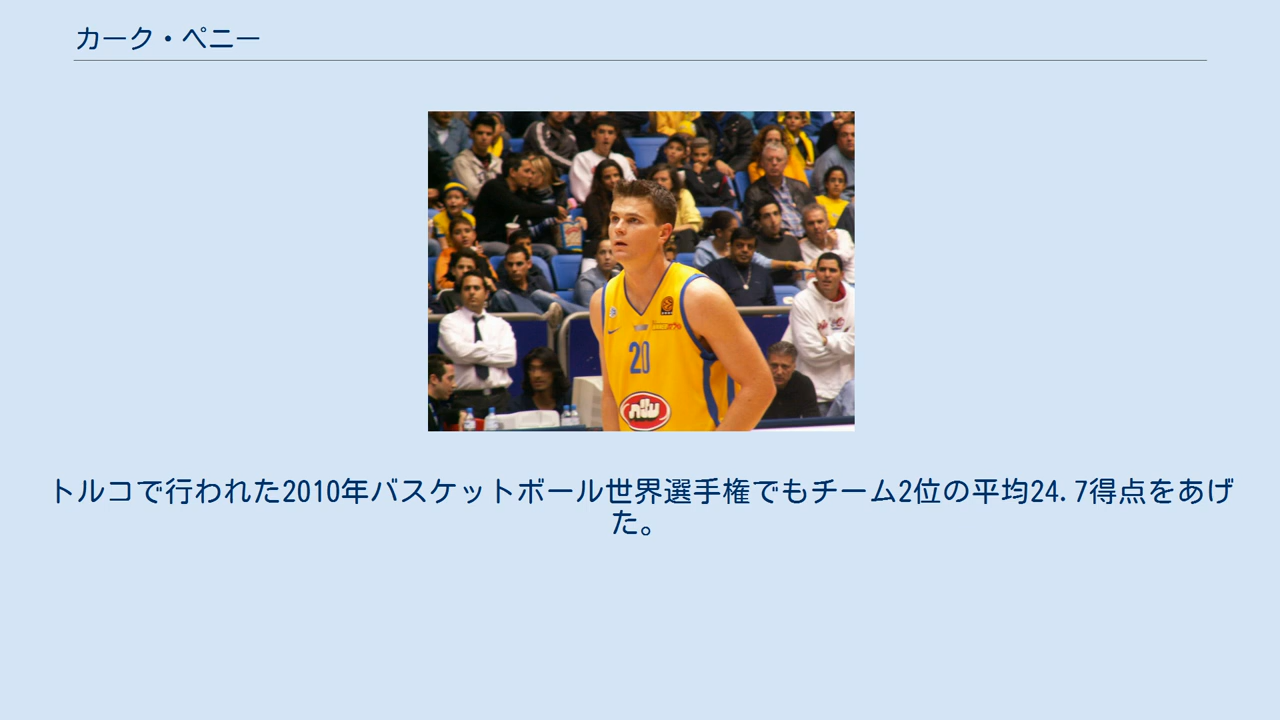 カーク・ペニー
20
トルコで行われた2010年バスケットボール世界選手権でもチーム2位の平均24.7得点をあげ
た。